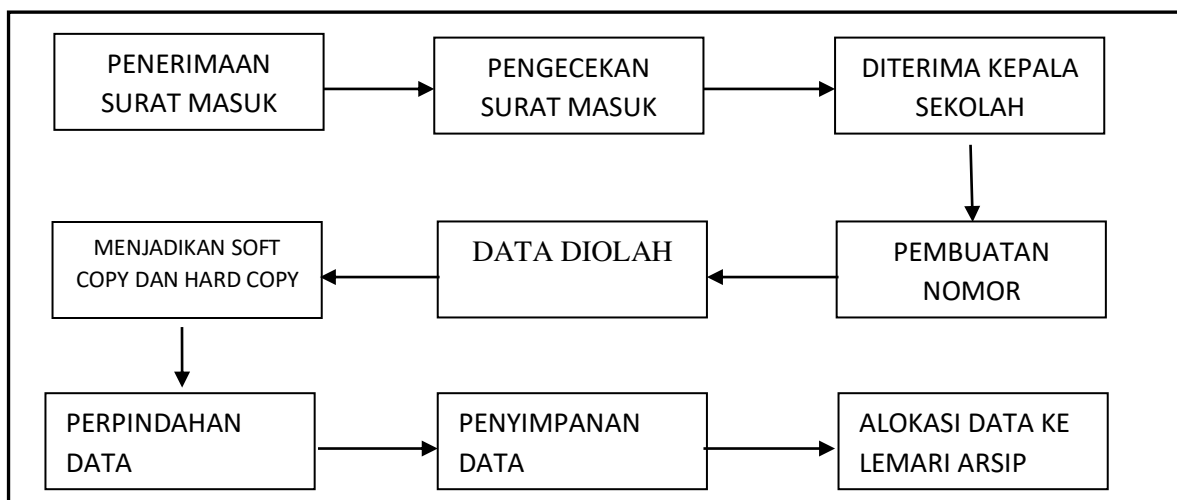 PENERIMAAN
SURAT MASUK
PENGECEKAN
SURAT MASUK
DITERIMA KEPALA
SEKOLAH
PEMBUATAN
NOMOR
DATA DIOLAH
MENJADIKAN SOFT
COPY DAN HARD COPY
PERPINDAHAN
DATA
PENYIMPANAN
DATA
ALOKASI DATA KE
LEMARI ARSIP